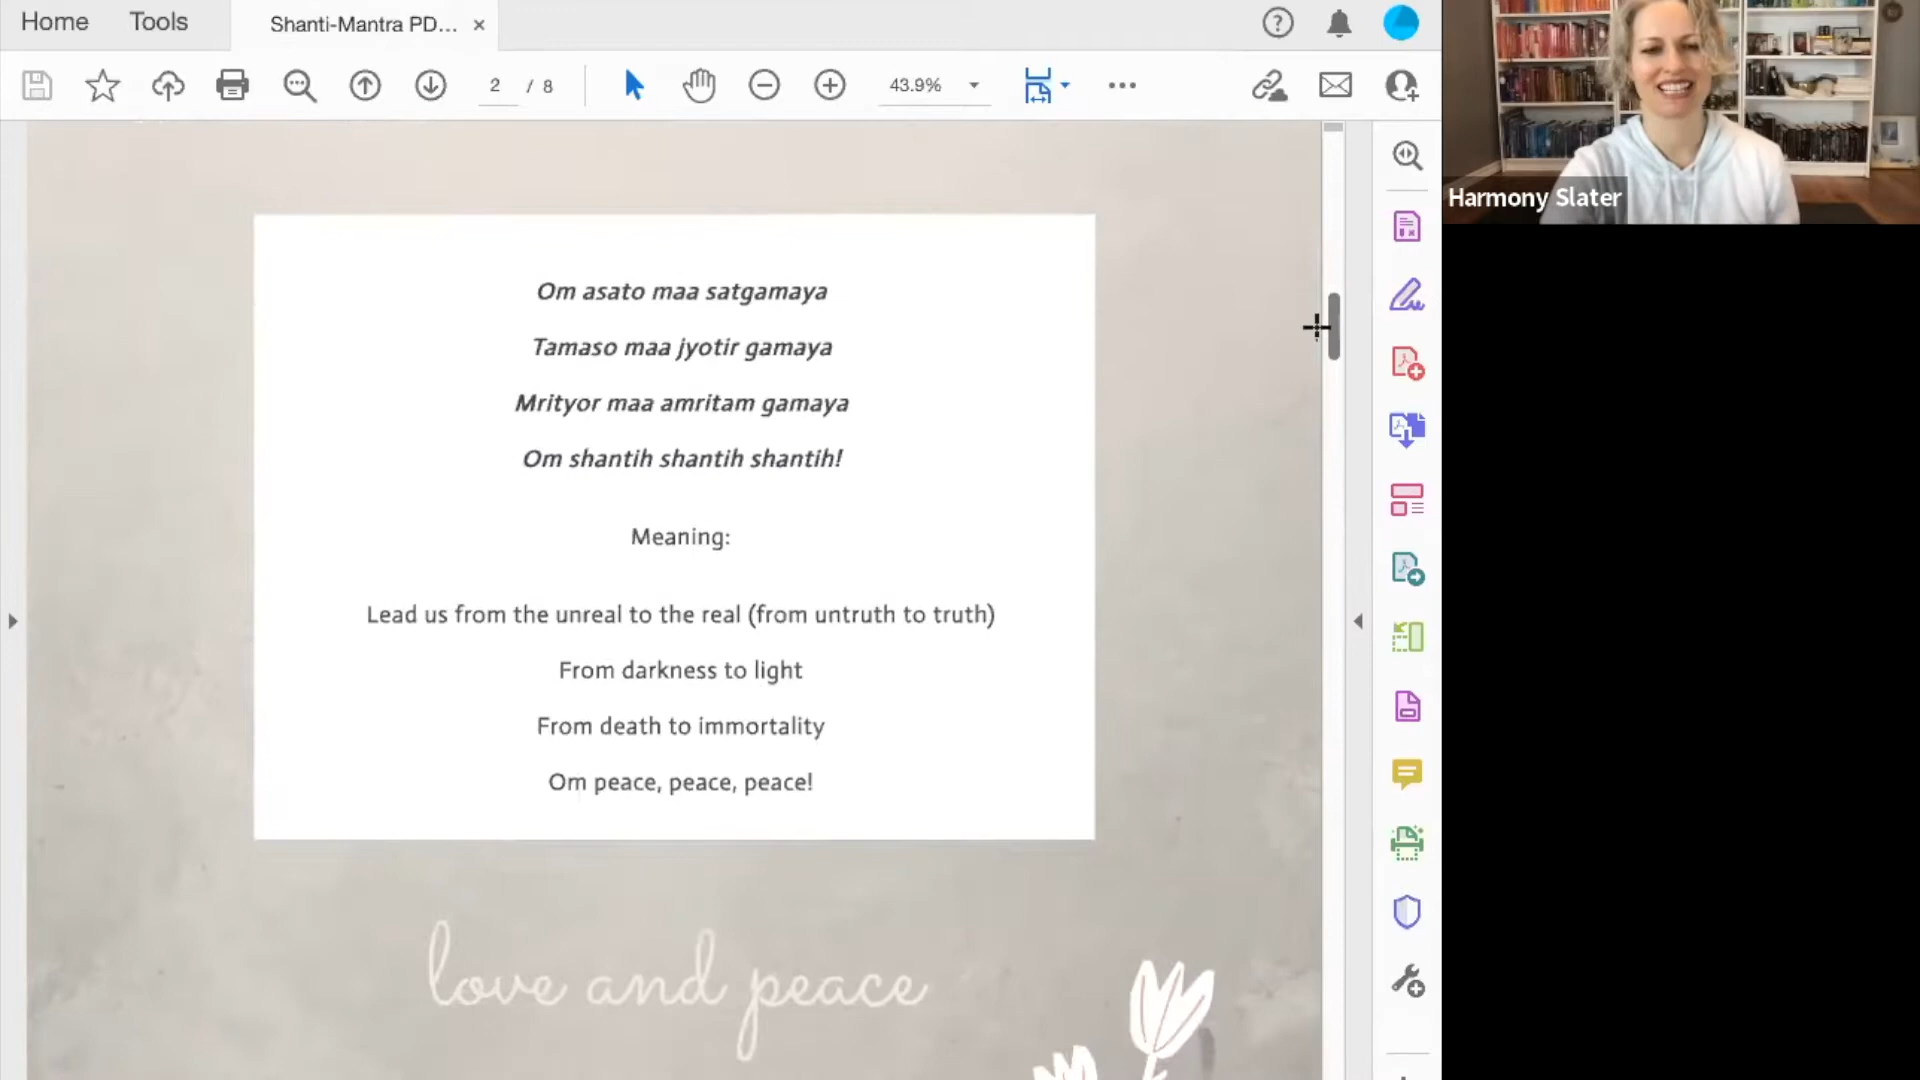 Home Tools Shanti-Mantra PD... ×
2 / 8 43.9%
Harmony Slater
Om asato maa satgamaya
Tamaso maa jyotir gamaya
Mrityor maa amritam gamaya
Om shantih shantih shantih!
Meaning:
Lead us from the unreal to the real (from untruth to truth)
From darkness to light
From death to immortality
Om peace, peace, peace!
love and peace